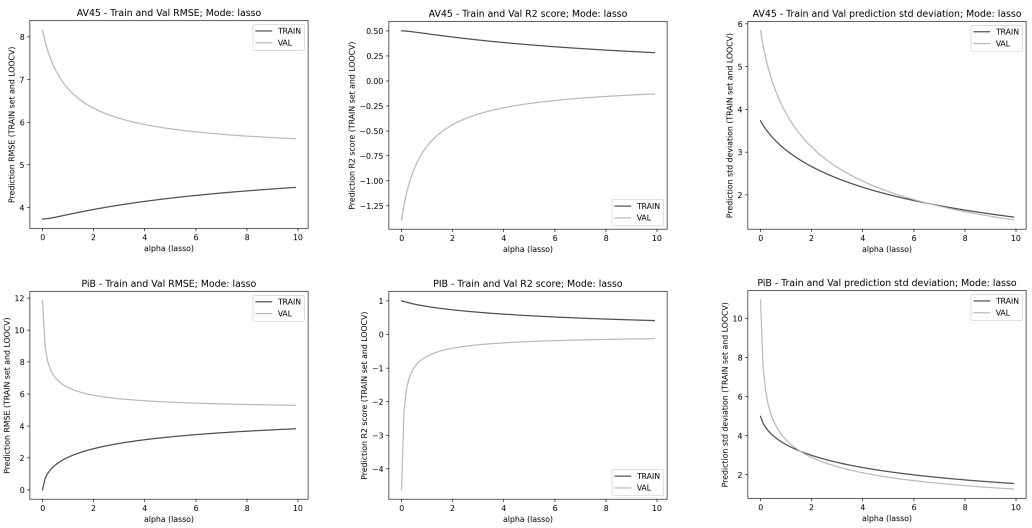 AV45 - Train and Val RMSE; Mode: lasso
Prediction RMSE (TRAIN set and LOOCV)
8
7
6
5
4
0 2 4 6 8 10
alpha (lasso)
TRAIN
VAL
AV45 - Train and Val R2 score; Mode: lasso
Prediction R2 score (TRAIN set and LOOCV)
0.50
0.25
0.00
−0.25
−0.50
−0.75
−1.00
−1.25
0 2 4 6 8 10
alpha (lasso)
TRAIN
VAL
AV45 - Train and Val prediction std deviation; Mode: lasso
Prediction std deviation (TRAIN set and LOOCV)
6
5
4
3
2
0 2 4 6 8 10
alpha (lasso)
TRAIN
VAL
PiB - Train and Val RMSE; Mode: lasso
Prediction RMSE (TRAIN set and LOOCV)
12
10
8
6
4
2
0
0 2 4 6 8 10
alpha (lasso)
TRAIN
VAL
PIB - Train and Val R2 score; Mode: lasso
Prediction R2 score (TRAIN set and LOOCV)
1
0
−1
−2
−3
−4
0 2 4 6 8 10
alpha (lasso)
TRAIN
VAL
PiB - Train and Val prediction std deviation; Mode: lasso
Prediction std deviation (TRAIN set and LOOCV)
10
8
6
4
2
0 2 4 6 8 10
alpha (lasso)
TRAIN
VAL